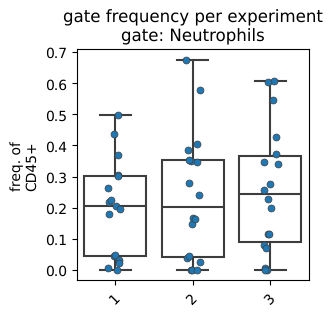 gate frequency per experiment
gate: Neutrophils
freq. of
CD45+
0.7
0.6
0.5
0.4
0.3
0.2
0.1
0.0
1
2
3